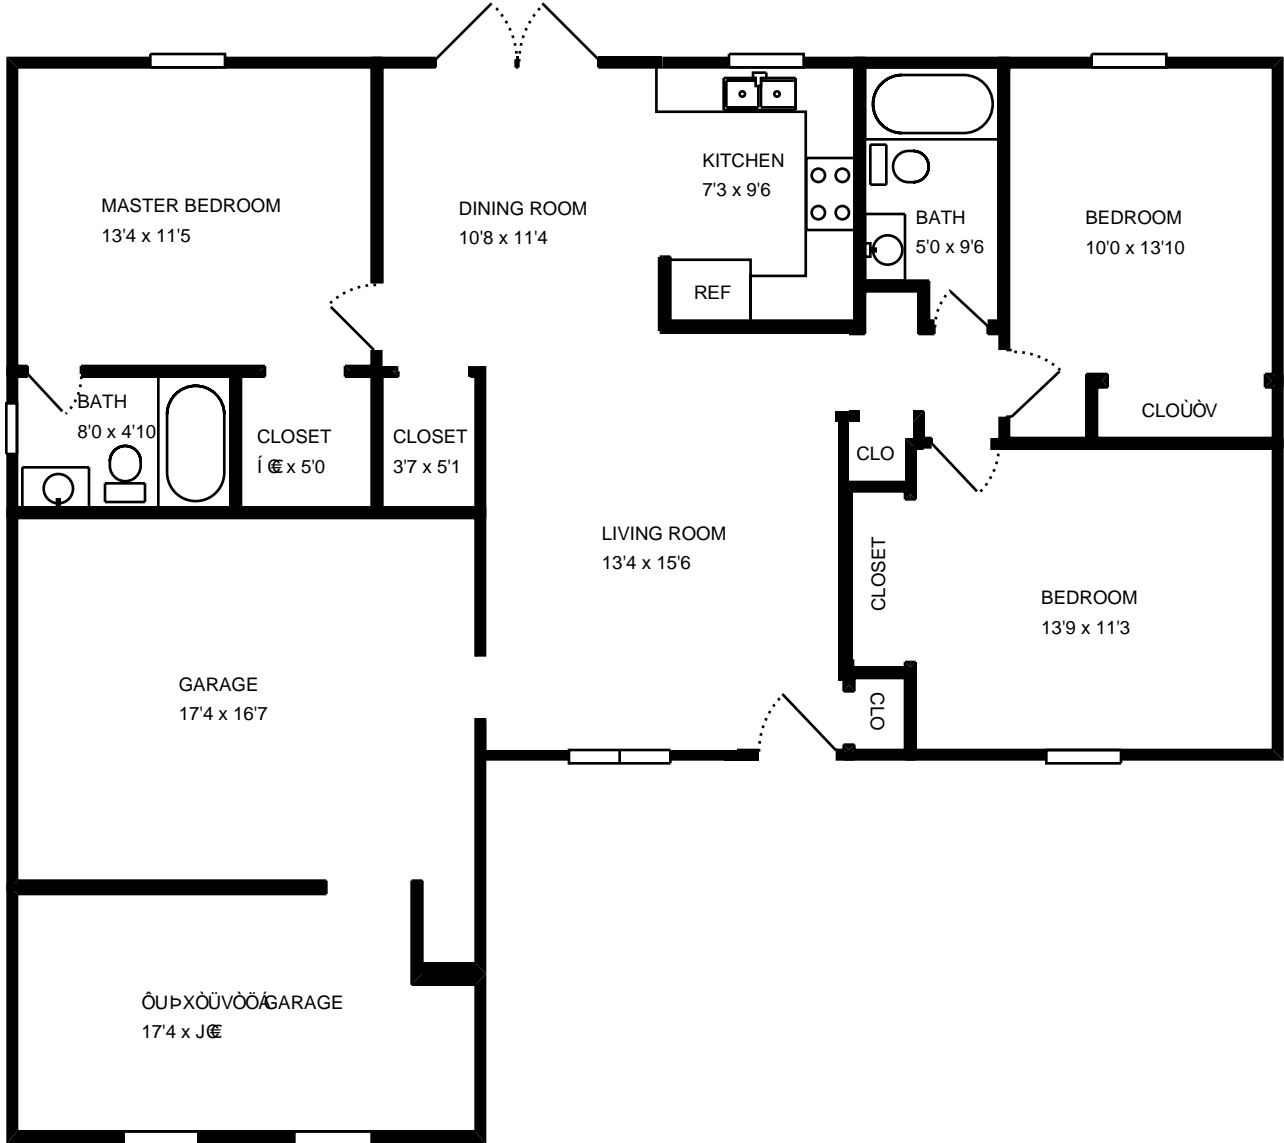 KITCHEN
7'3 x 9'6
MASTER BEDROOM
13'4 x 11'5
DINING ROOM
10'8 x 11'4
BATH
5'0 x 9'6
BEDROOM
10'0 x 13'10
REF
BATH
8'0 x 4'10
CLOSET
x 5'0
CLOSET
3'7 x 5'1
CLOÙÒV
CLO
LIVING ROOM
13'4 x 15'6
CLOSET
BEDROOM
13'9 x 11'3
GARAGE
17'4 x 16'7
CLO
ÔUÞXÒÜVÒÖÁGARAGE
17'4 x